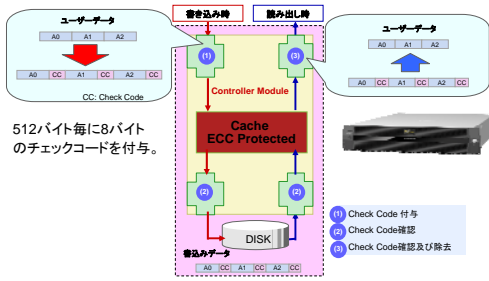 ユーザーデータ
A0 A1 A2
A0 CC A1 CC A2 CC
CC: Check Code
書き込み時 読み出し時
(1) (3)
Controller Module
Cache
ECC Protected
(2) (2)
DISK
書込みデータ
A0 CC A1 CC A2 CC
ユーザーデータ
A0 A1 A2
A0 CC A1 CC A2 CC
512バイト毎に8バイト
のチェックコードを付与。
(1) Check Code 付与
(2) Check Code確認
(3) Check Code確認及び除去